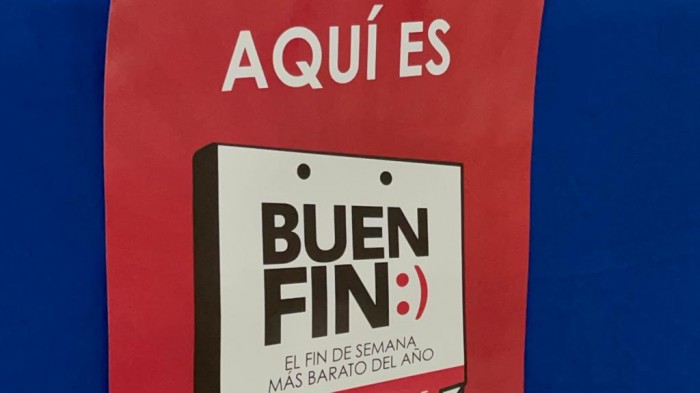 AQUÍ ES
BUEN
FIN:)
EL FIN DE SEMANA
MÁS BARATO DEL AÑO